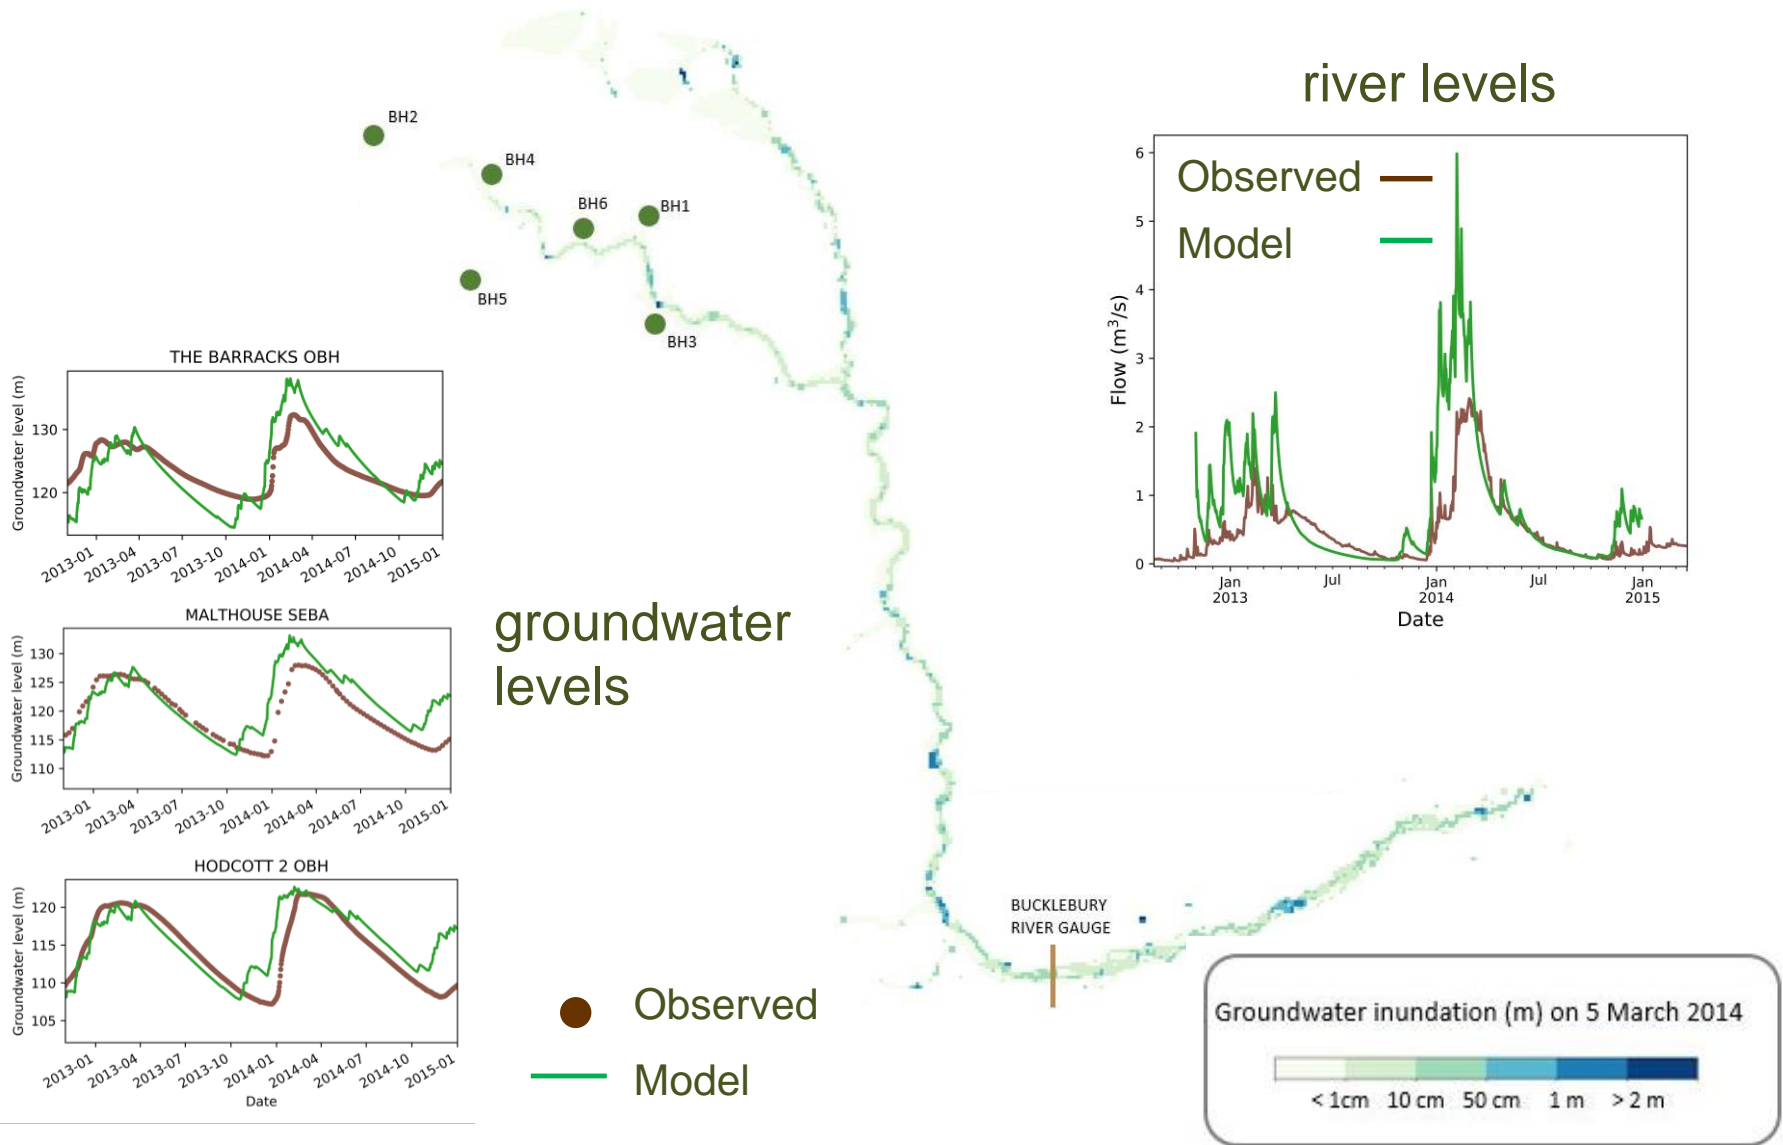 BH2
BH4
BH6
BH1
BH5
BH3
river levels
6
5
4
3
2
1
0
Flow (m³/s)
Observed
Model
Jan
2013
Jul
Jan
2014
Jul
Jan
2015
Date
THE BARRACKS OBH
Groundwater level (m)
130
120
2013-01
2013-04
2013-07
2013-10
2014-01
2014-04
2014-07
2014-10
2015-01
MALTHOUSE SEBA
Groundwater level (m)
130
125
120
115
110
2013-01
2013-04
2013-07
2013-10
2014-01
2014-04
2014-07
2014-10
2015-01
HODCOTT 2 OBH
Groundwater level (m)
120
115
110
105
2013-01
2013-04
2013-07
2013-10
2014-01
2014-04
2014-07
2014-10
2015-01
Date
groundwater
levels
Observed
Model
BUCKLEBURY
RIVER GAUGE
Groundwater inundation (m) on 5 March 2014
< 1cm 10 cm 50 cm 1 m > 2 m